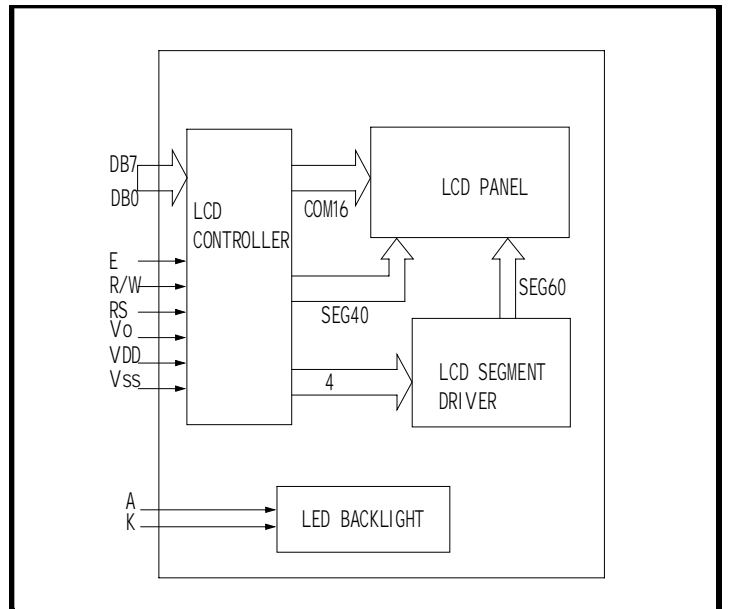 DB7
DB0
LCD
CONTROLLER
COM16
LCD PANEL
E
R/W
RS
Vo
VDD
Vss
SEG40
SEG60
4
LCD SEGMENT
DRIVER
A
K
LED BACKLIGHT